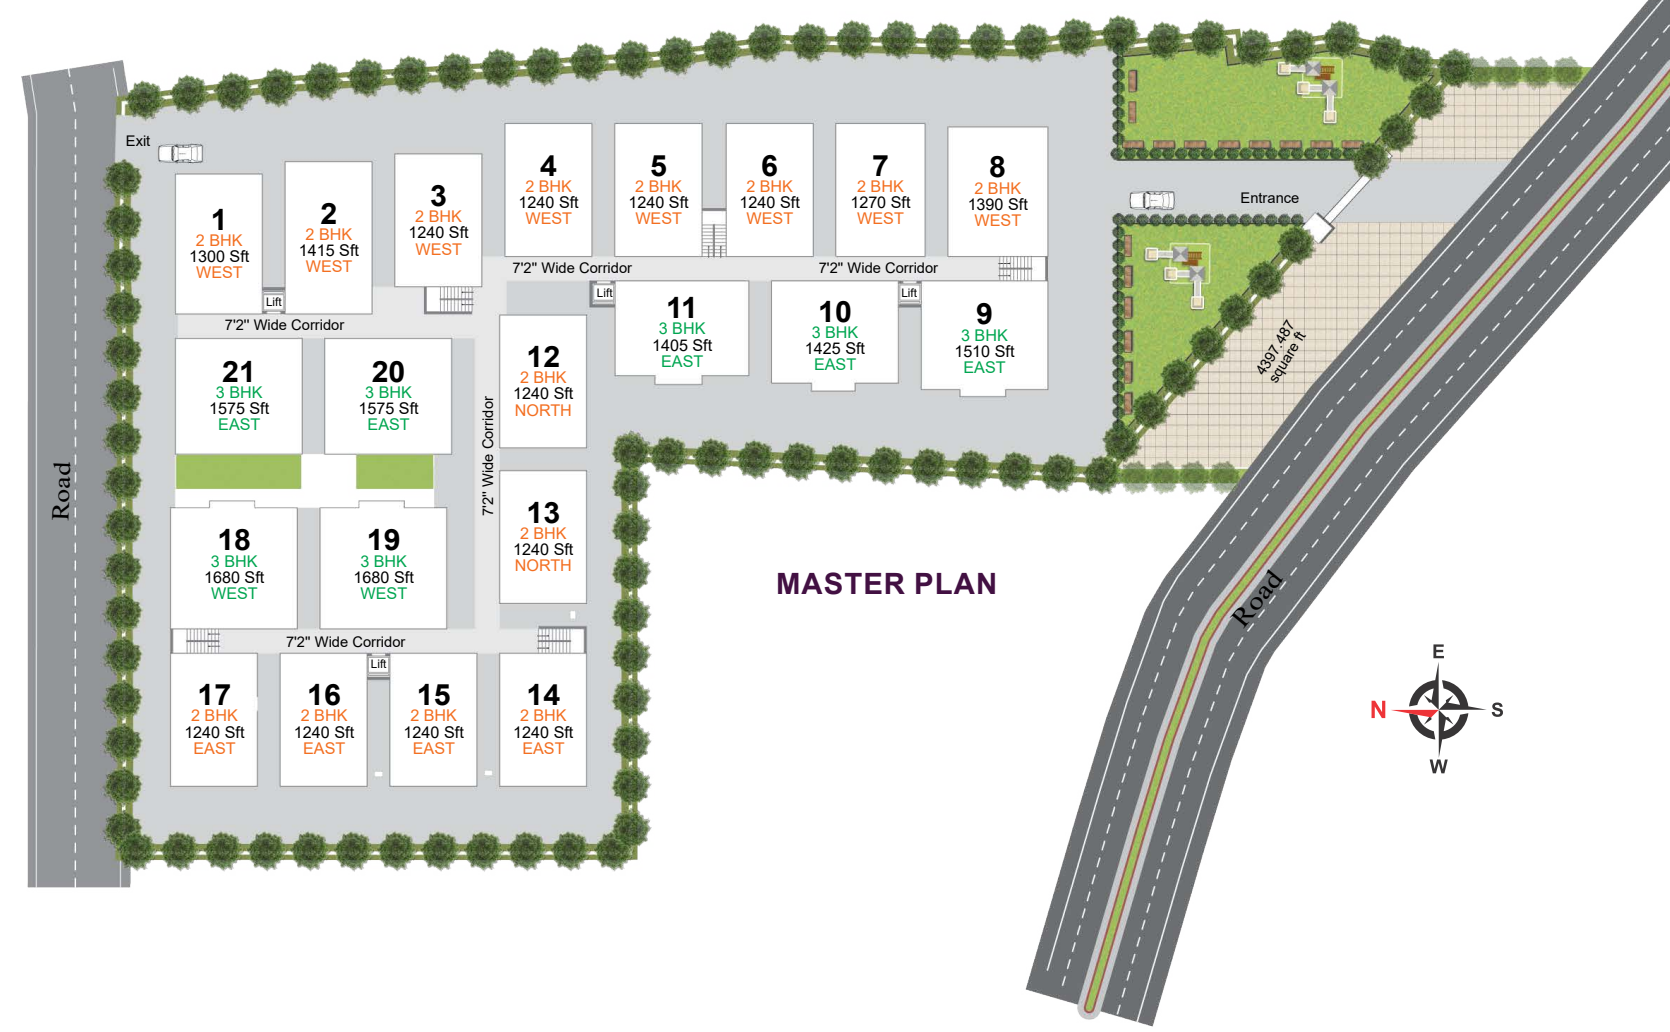 Exit
1
2 BHK
1300 Sft
WEST
2
2 BHK
1415 Sft
WEST
3
2 BHK
1240 Sft
WEST
4
2 BHK
1240 Sft
WEST
5
2 BHK
1240 Sft
WEST
6
2 BHK
1240 Sft
WEST
7
2 BHK
1270 Sft
WEST
8
2 BHK
1390 Sft
WEST
Entrance
7'2" Wide Corridor
7'2" Wide Corridor
Lift
Lift
Lift
7'2" Wide Corridor
11
3 BHK
1405 Sft
EAST
10
3 BHK
1425 Sft
EAST
9
3 BHK
1510 Sft
EAST
4397.487
square ft
21
3 BHK
1575 Sft
EAST
20
3 BHK
1575 Sft
EAST
12
2 BHK
1240 Sft
NORTH
7'2" Wide Corridor
Road
18
3 BHK
1680 Sft
WEST
19
3 BHK
1680 Sft
WEST
13
2 BHK
1240 Sft
NORTH
MASTER PLAN
Road
7'2" Wide Corridor
Lift
17
2 BHK
1240 Sft
EAST
16
2 BHK
1240 Sft
EAST
15
2 BHK
1240 Sft
EAST
14
2 BHK
1240 Sft
EAST
E
N
S
W